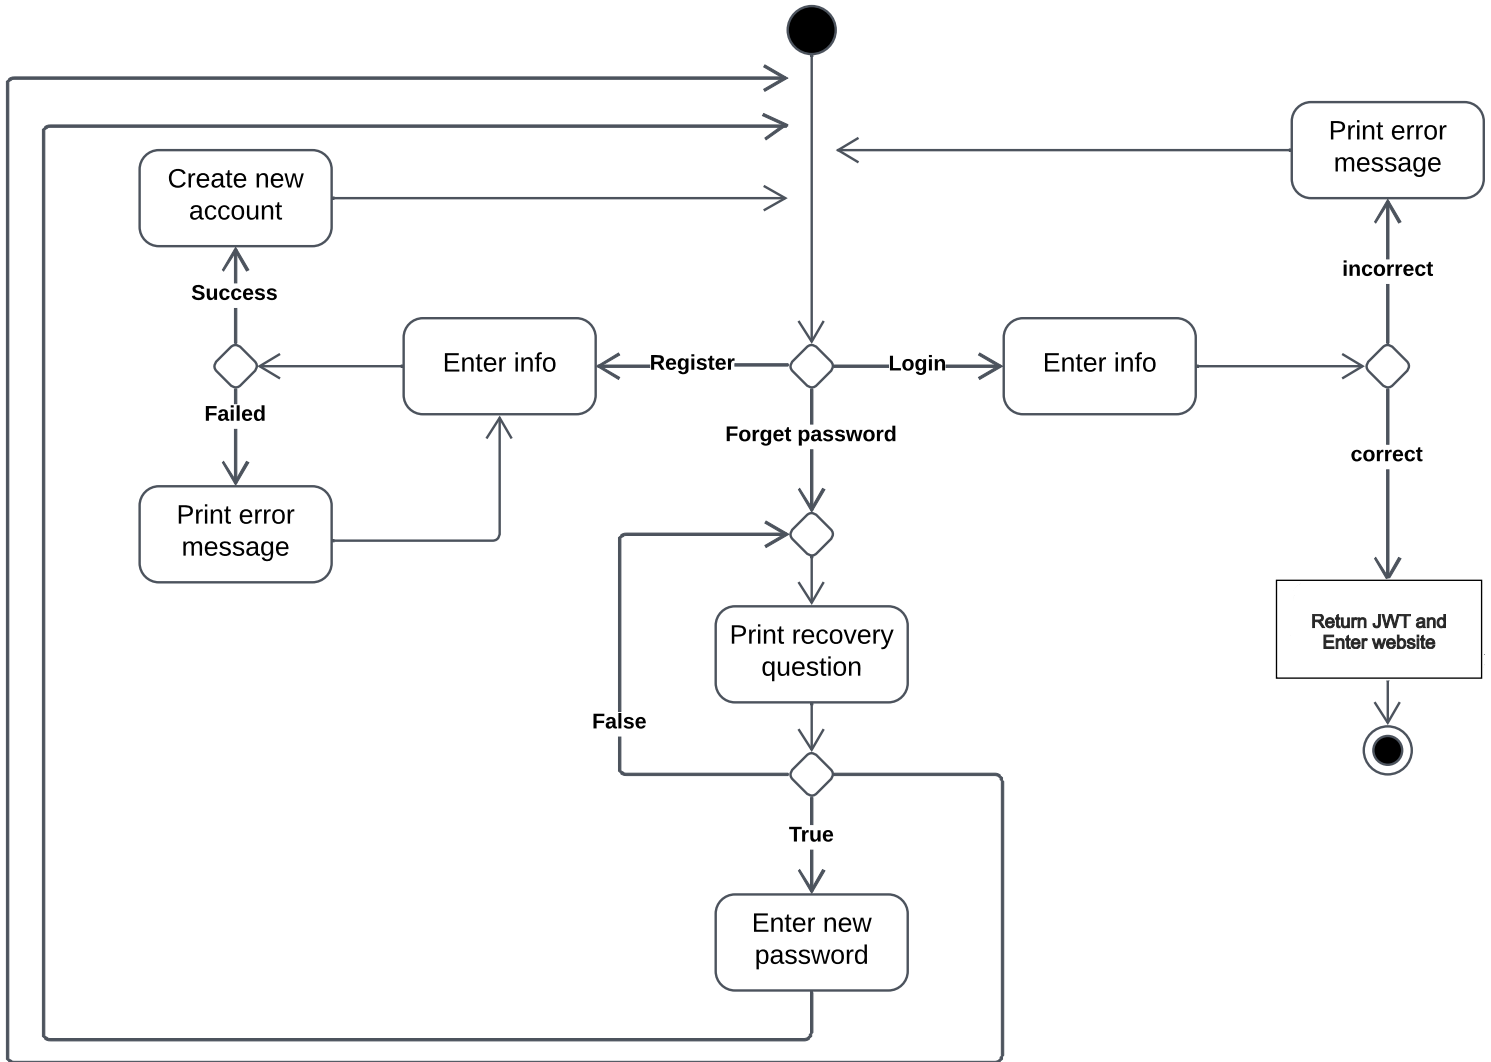 Print error
message
Create new
account
incorrect
Success
Enter info
Register
Login
Enter info
Failed
Forget password
correct
Print error
message
Return JWT and
Enter website
Print recovery
question
False
True
Enter new
password